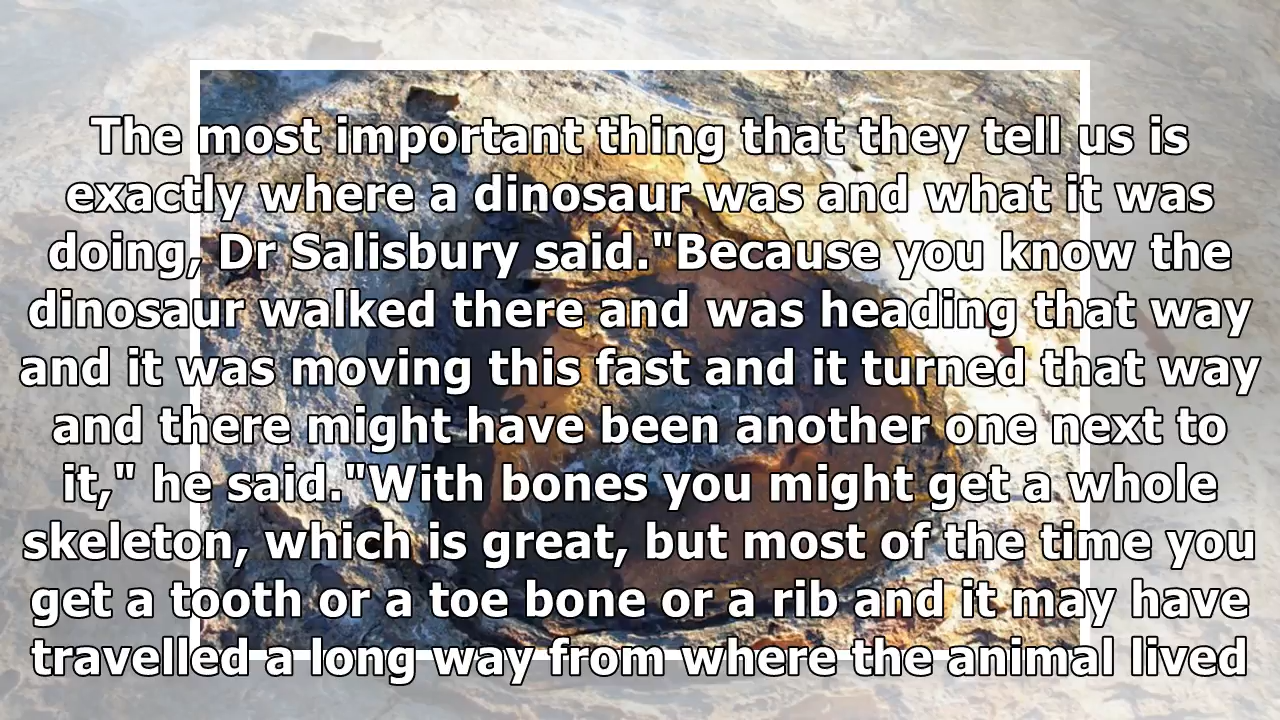 The most important thing that they tell us is
exactly where a dinosaur was and what it was
doing, Dr Salisbury said."Because you know the
dinosaur walked there and was heading that way
and it was moving this fast and it turned that way
and there might have been another one next to
it," he said."With bones you might get a whole
skeleton, which is great, but most of the time you
get a tooth or a toe bone or a rib and it may have
travelled a long way from where the animal lived